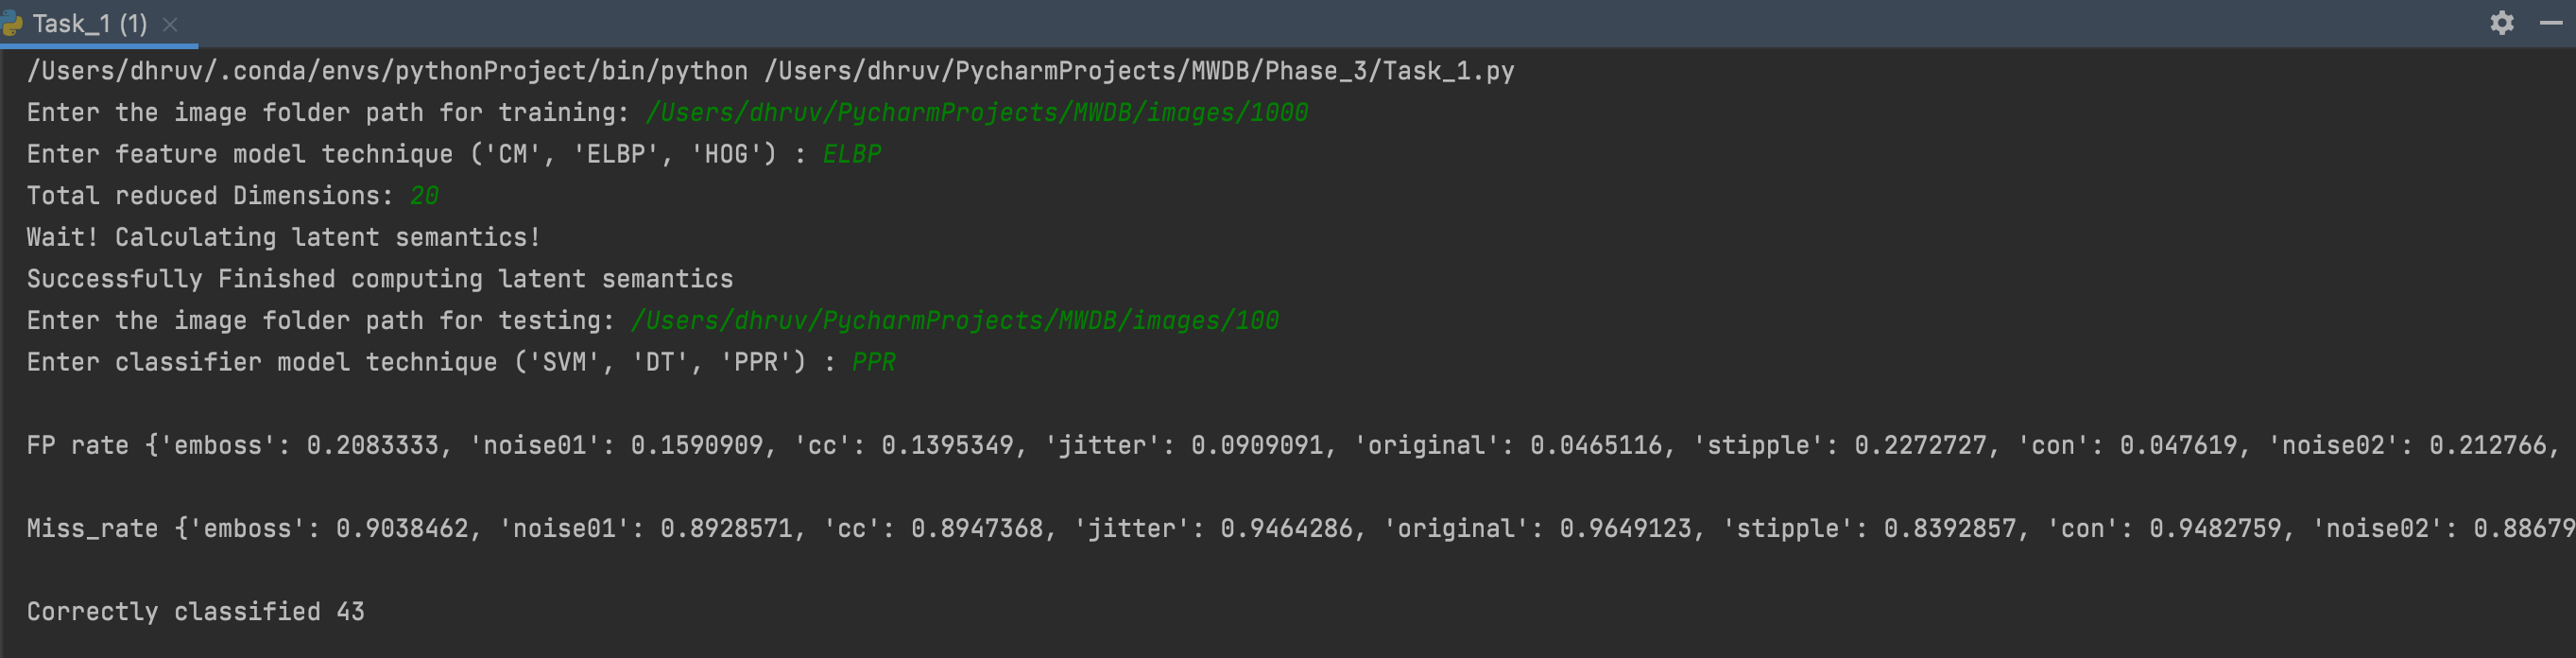 Task_1 (1)
/Users/dhruv/.conda/envs/pythonProject/bin/python /Users/dhruv/PycharmProjects/MWDB/Phase_3/Task_1.py
Enter the image folder path for training: /Users/dhruv/PycharmProjects/MWDB/images/1000
Enter feature model technique ('CM', 'ELBP', 'HOG') : ELBP
Total reduced Dimensions: 20
Wait! Calculating latent semantics!
Successfully Finished computing latent semantics
Enter the image folder path for testing: /Users/dhruv/PycharmProjects/MWDB/images/100
Enter classifier model technique ('SVM', 'DT', 'PPR') : PPR
FP rate {'emboss': 0.2083333, 'noise01': 0.1590909, 'cc': 0.1395349, 'jitter': 0.0909091, 'original': 0.0465116, 'stipple': 0.2272727, 'con': 0.047619, 'noise02': 0.212766,
Miss_rate {'emboss': 0.9038462, 'noise01': 0.8928571, 'cc': 0.8947368, 'jitter': 0.9464286, 'original': 0.9649123, 'stipple': 0.8392857, 'con': 0.9482759, 'noise02': 0.88679
Correctly classified 43